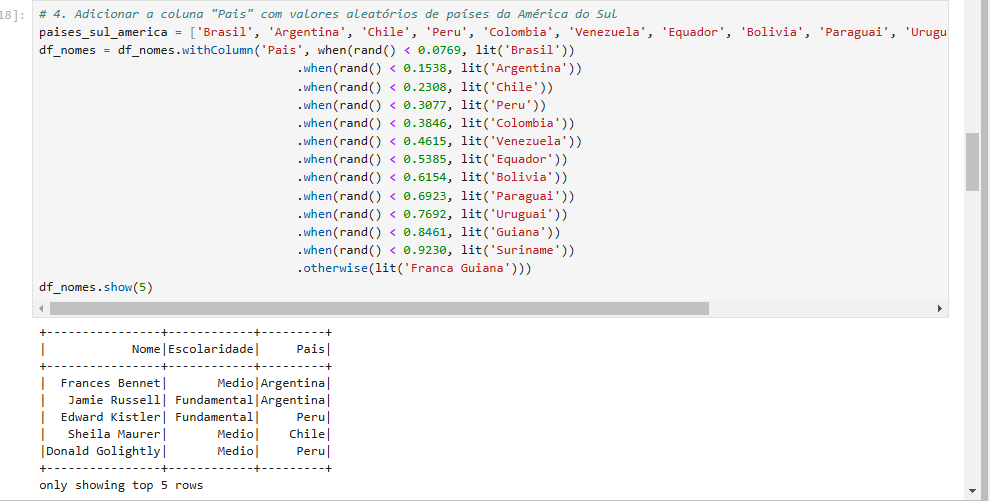 18]:
# 4. Adicionar a coluna "Pais" com valores aleatórios de países da América do Sul
paises_sul_america = ['Brasil', 'Argentina', 'Chile', 'Peru', 'Colombia', 'Venezuela', 'Equador', 'Bolivia', 'Paraguai', 'Urugu
df_nomes = df_nomes.withColumn('Pais', when(rand() < 0.0769, lit('Brasil'))
.when(rand() < 0.1538, lit('Argentina'))
.when(rand() < 0.2308, lit('Chile'))
.when(rand() < 0.3077, lit('Peru'))
.when(rand() < 0.3846, lit('Colombia'))
.when(rand() < 0.4615, lit('Venezuela'))
.when(rand() < 0.5385, lit('Equador'))
.when(rand() < 0.6154, lit('Bolivia'))
.when(rand() < 0.6923, lit('Paraguai'))
.when(rand() < 0.7692, lit('Uruguai'))
.when(rand() < 0.8461, lit('Guiana'))
.when(rand() < 0.9230, lit('Suriname'))
.otherwise(lit('Franca Guiana')))
df_nomes.show(5)
+----------------+------------+---------+
|            Nome|Escolaridade|     Pais|
+----------------+------------+---------+
|  Frances Bennet|       Medio|Argentina|
|   Jamie Russell| Fundamental|Argentina|
|  Edward Kistler| Fundamental|     Peru|
|   Sheila Maurer|       Medio|    Chile|
|Donald Golightly|       Medio|     Peru|
+----------------+------------+---------+
only showing top 5 rows